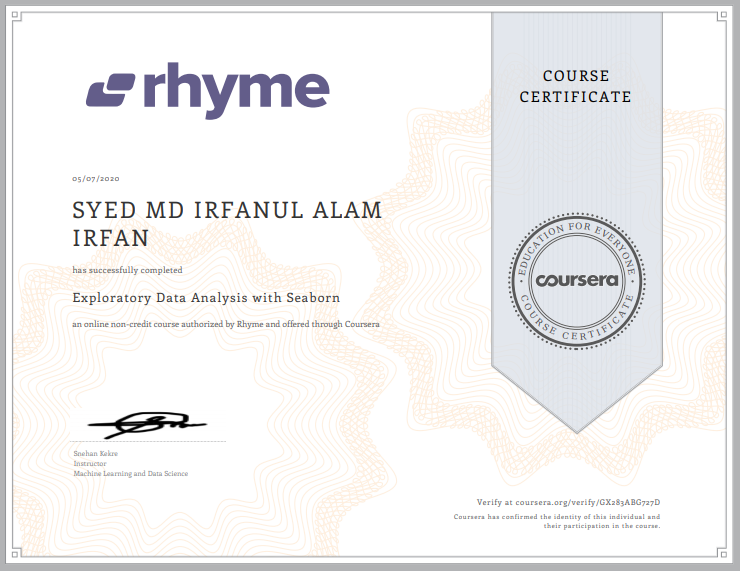 rhyme
COURSE
CERTIFICATE
05/07/2020
SYED MD IRFANUL ALAM
IRFAN
has successfully completed
Exploratory Data Analysis with Seaborn
an online non-credit course authorized by Rhyme and offered through Coursera
EDUCATION FOR EVERYONE
coursera
COURSE CERTIFICATE
Snehan Kekre
Instructor
Machine Learning and Data Science
Verify at coursera.org/verify/GX283ABG727D
Coursera has confirmed the identity of this individual and
their participation in the course.